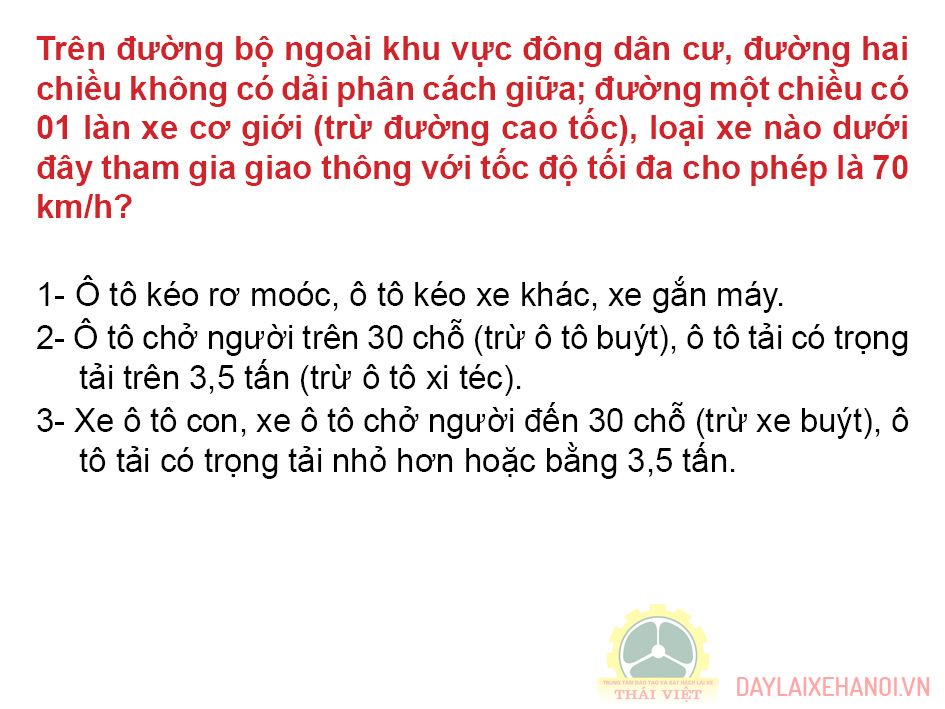 Trên đường bộ ngoài khu vực đông dân cư, đường hai
chiều không có dải phân cách giữa; đường một chiều có
01 làn xe cơ giới (trừ đường cao tốc), loại xe nào dưới
đây tham gia giao thông với tốc độ tối đa cho phép là 70
km/h?
1- Ô tô kéo rơ moóc, ô tô kéo xe khác, xe gắn máy.
2- Ô tô chở người trên 30 chỗ (trừ ô tô buýt), ô tô tải có trọng
tải trên 3,5 tấn (trừ ô tô xi téc).
3- Xe ô tô con, xe ô tô chở người đến 30 chỗ (trừ xe buýt), ô
tô tải có trọng tải nhỏ hơn hoặc bằng 3,5 tấn.
TRUNG TÂM ĐÀO TẠO VÀ SÁT HẠCH LÁI XE
THÁI VIỆT
DAYLAIXEHANOI.VN